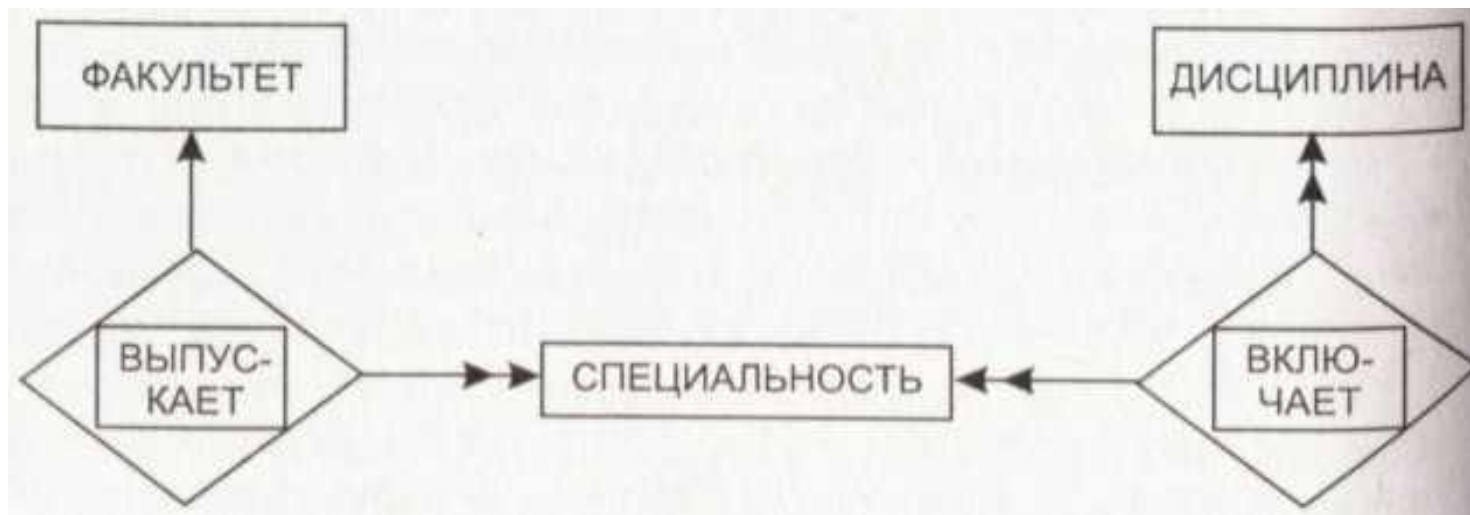 ФАКУЛЬТЕТ
ДИСЦИПЛИНА
ВЫПУС-
КАЕТ
СПЕЦИАЛЬНОСТЬ
ВКЛЮ-
ЧАЕТ